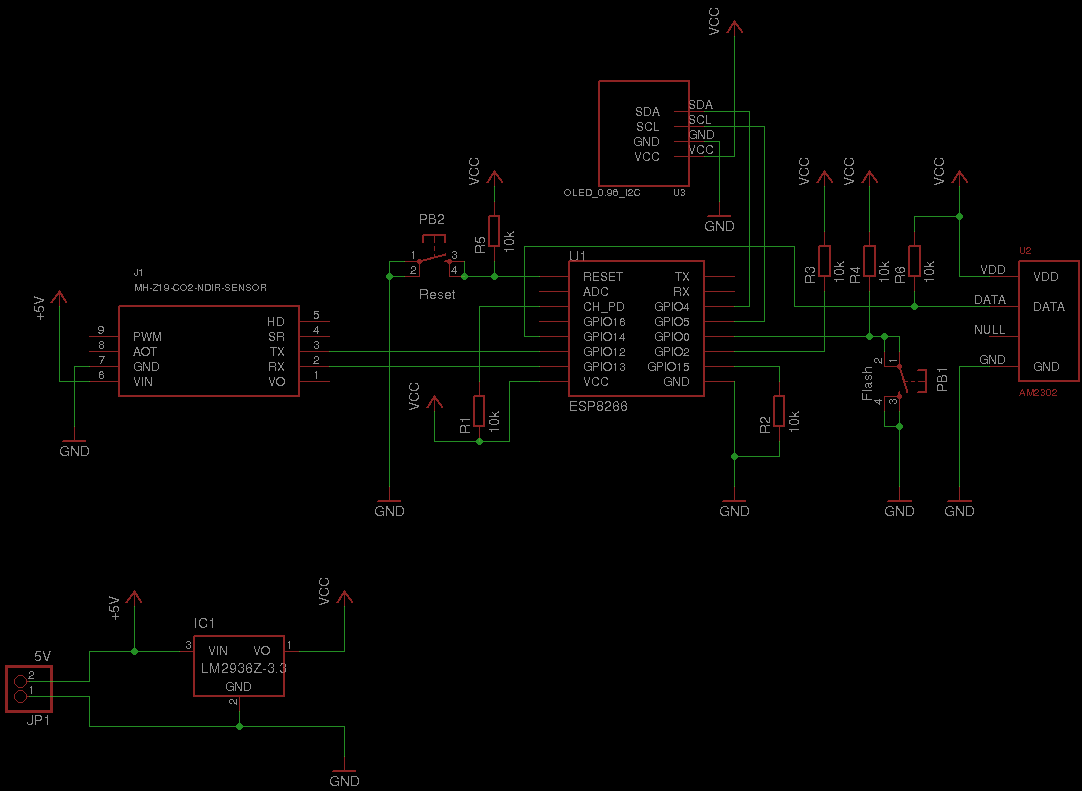 VCC
SDA
SDA
SCL
SCL
GND
GND
VCC
VCC
OLED_0.96_I2C
U3
GND
VCC
PB2
1
3
2
4
Reset
R5
10k
VCC
VCC
VCC
R3
10k
R4
10k
R6
10k
J1
MH-Z19-CO2-NDIR-SENSOR
+5V
9
PWM
HD
5
8
AOT
SR
4
7
GND
TX
3
6
VIN
RX
2
VO
1
GND
U1
RESET
TX
ADC
RX
CH_PD
GPIO4
GPIO16
GPIO5
GPIO14
GPIO0
GPIO12
GPIO2
GPIO13
GPIO15
VCC
GND
ESP8266
VCC
R1
10k
R2
10k
GND
GND
Flash
2
1
4
3
PB1
GND
U2
VDD
VDD
DATA
DATA
NULL
GND
GND
AM2302
GND
+5V
VCC
IC1
3
VIN
VO
1
LM2936Z-3.3
GND
2
5V
2
1
JP1
GND